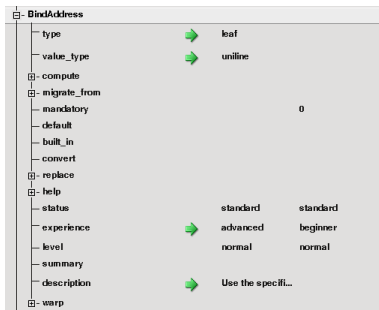 BindAddress
type leaf
value_type uniline
compute
migrate_from
mandatory 0
default
built_in
convert
replace
help
status standard standard
experience advanced beginner
level normal normal
summary
description Use the specifi...
warp